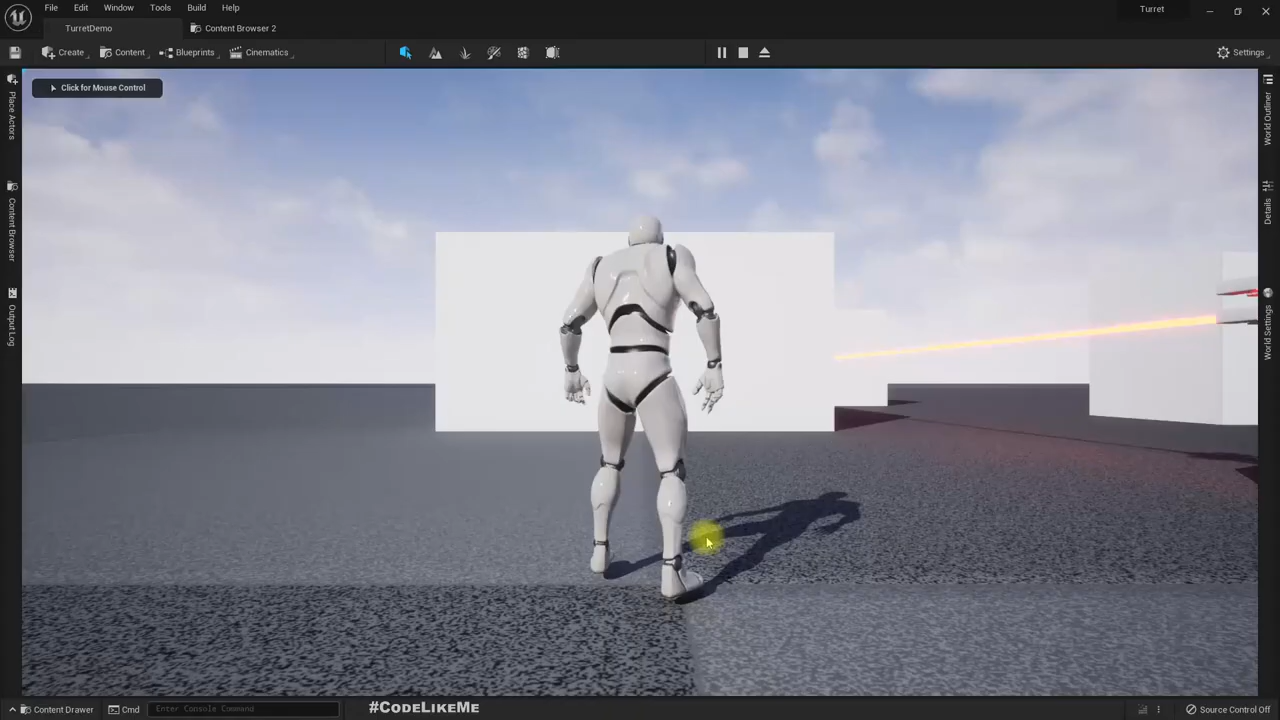 File Edit Window Tools Build Help
Turret
TurretDemo
Content Browser 2
Create Content Blueprints Cinematics
Settings
Click for Mouse Control
Place Actors
Content Browser
Output Log
World Outliner
Details
World Settings
Content Drawer Cmd Enter Console Command
#CodeLikeMe
Source Control Off